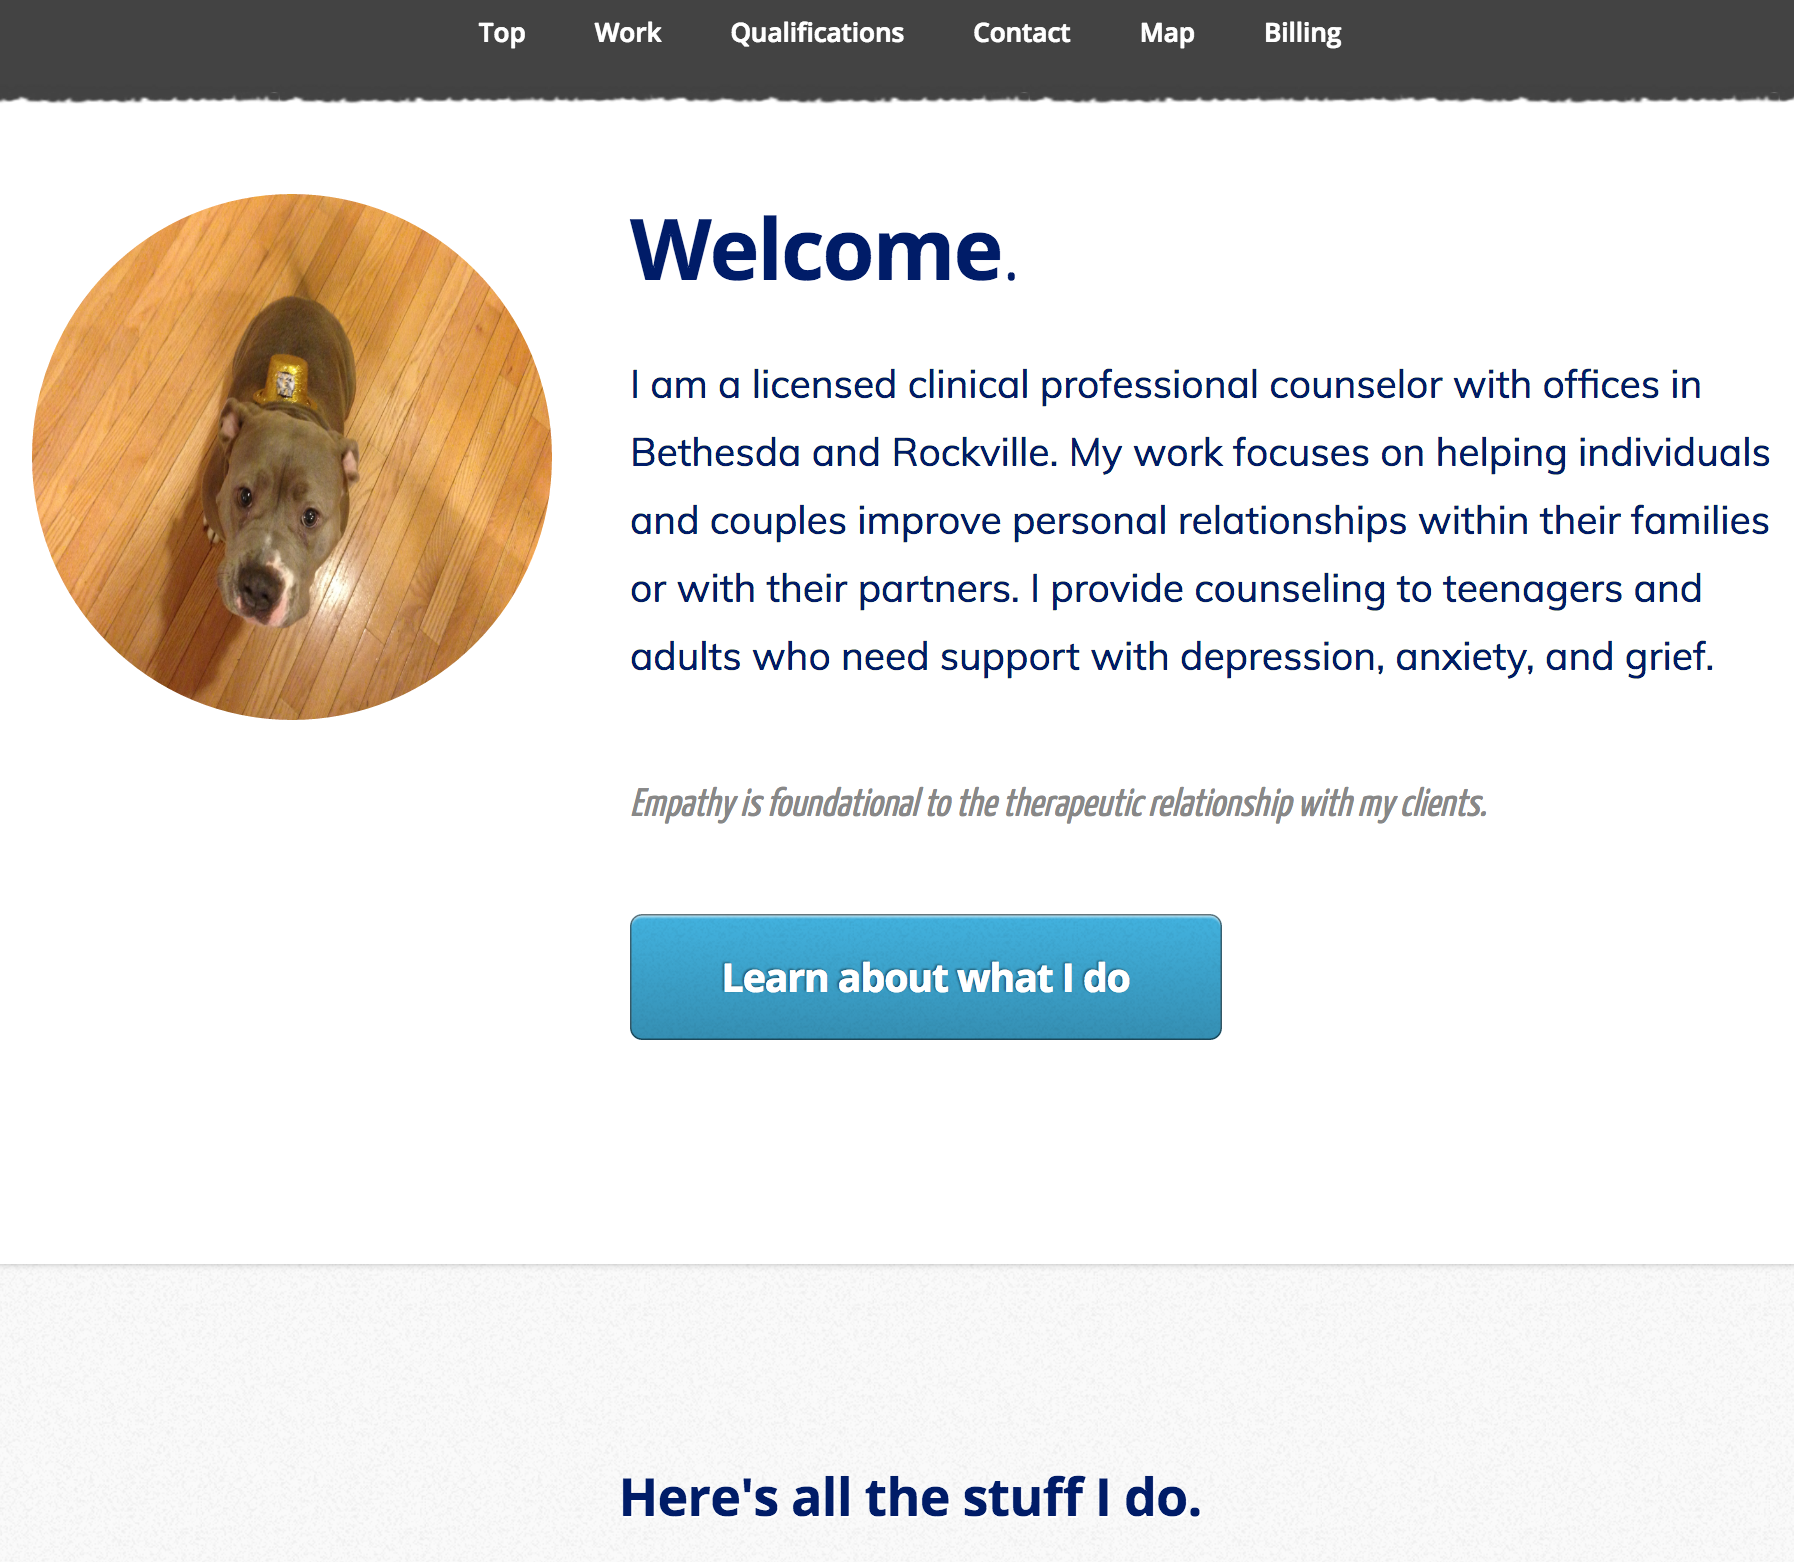 Top Work Qualifications Contact Map Billing
Welcome.
I am a licensed clinical professional counselor with offices in
Bethesda and Rockville. My work focuses on helping individuals
and couples improve personal relationships within their families
or with their partners. I provide counseling to teenagers and
adults who need support with depression, anxiety, and grief.
Empathy is foundational to the therapeutic relationship with my clients.
Learn about what I do
Here's all the stuff I do.